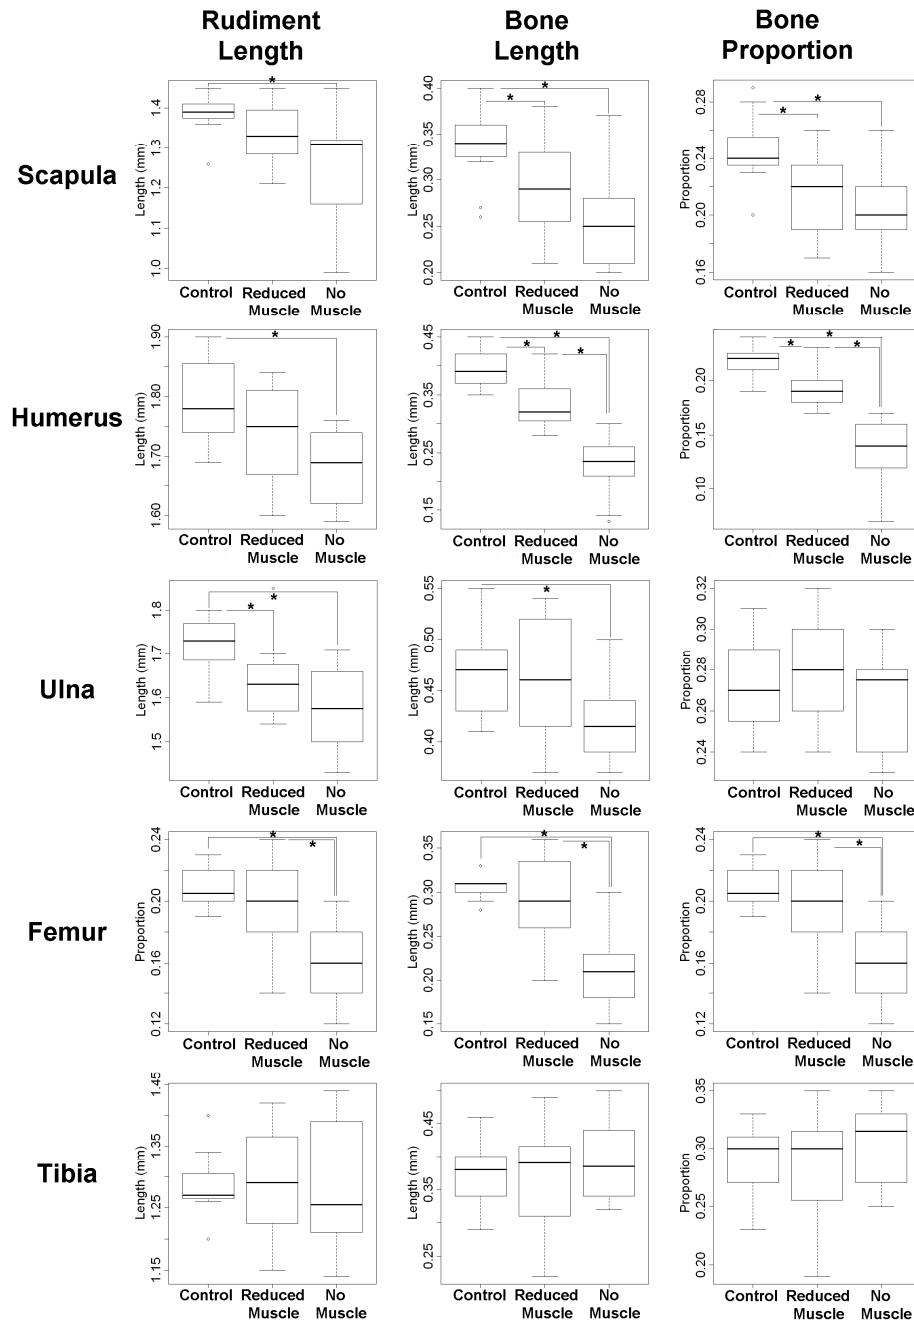 Rudiment Length
Bone Length
Bone Proportion
Scapula
Length (mm)
1.0 1.1 1.2 1.3 1.4
*
Control Reduced Muscle No Muscle
Length (mm)
0.20 0.25 0.30 0.35 0.40
* *
Control Reduced Muscle No Muscle
Proportion
0.16 0.20 0.24 0.28
* *
Control Reduced Muscle No Muscle
Humerus
Length (mm)
1.60 1.70 1.80 1.90
*
Control Reduced Muscle No Muscle
Length (mm)
0.15 0.25 0.35 0.45
* * *
Control Reduced Muscle No Muscle
Proportion
0.10 0.15 0.20
* * *
Control Reduced Muscle No Muscle
Ulna
Length (mm)
1.5 1.6 1.7 1.8
* *
Control Reduced Muscle No Muscle
Length (mm)
0.40 0.45 0.50 0.55
*
Control Reduced Muscle No Muscle
Proportion
0.24 0.26 0.28 0.30 0.32
Control Reduced Muscle No Muscle
Femur
Proportion
0.12 0.16 0.20 0.24
* *
Control Reduced Muscle No Muscle
Length (mm)
0.15 0.20 0.25 0.30 0.35
* *
Control Reduced Muscle No Muscle
Proportion
0.12 0.16 0.20 0.24
* *
Control Reduced Muscle No Muscle
Tibia
Length (mm)
1.15 1.25 1.35 1.45
Control Reduced Muscle No Muscle
Length (mm)
0.25 0.35 0.45
Control Reduced Muscle No Muscle
Proportion
0.20 0.25 0.30 0.35
Control Reduced Muscle No Muscle